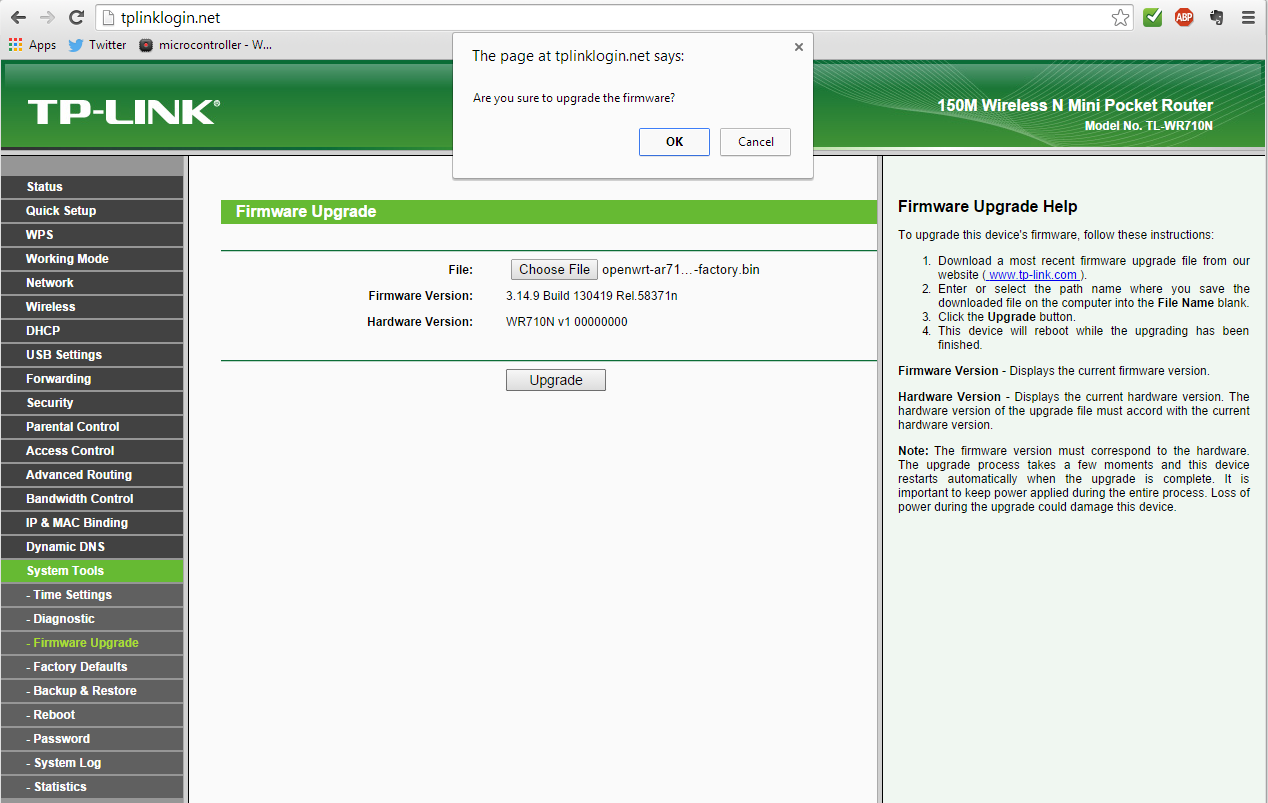 tplinklogin.net
Apps Twitter microcontroller - W...
ABP
The page at tplinklogin.net says:
Are you sure to upgrade the firmware?
OK Cancel
TP-LINK®
150M Wireless N Mini Pocket Router
Model No. TL-WR710N
Status
Quick Setup
WPS
Working Mode
Network
Wireless
DHCP
USB Settings
Forwarding
Security
Parental Control
Access Control
Advanced Routing
Bandwidth Control
IP & MAC Binding
Dynamic DNS
System Tools
- Time Settings
- Diagnostic
- Firmware Upgrade
- Factory Defaults
- Backup & Restore
- Reboot
- Password
- System Log
- Statistics
Firmware Upgrade
File: Choose File openwrt-ar71...-factory.bin
Firmware Version: 3.14.9 Build 130419 Rel.58371n
Hardware Version: WR710N v1 00000000
Upgrade
Firmware Upgrade Help
To upgrade this device's firmware, follow these instructions:
1. Download a most recent firmware upgrade file from our
website ( www.tp-link.com ).
2. Enter or select the path name where you save the
downloaded file on the computer into the File Name blank.
3. Click the Upgrade button.
4. This device will reboot while the upgrading has been
finished.
Firmware Version - Displays the current firmware version.
Hardware Version - Displays the current hardware version. The
hardware version of the upgrade file must accord with the current
hardware version.
Note: The firmware version must correspond to the hardware.
The upgrade process takes a few moments and this device
restarts automatically when the upgrade is complete. It is
important to keep power applied during the entire process. Loss of
power during the upgrade could damage this device.